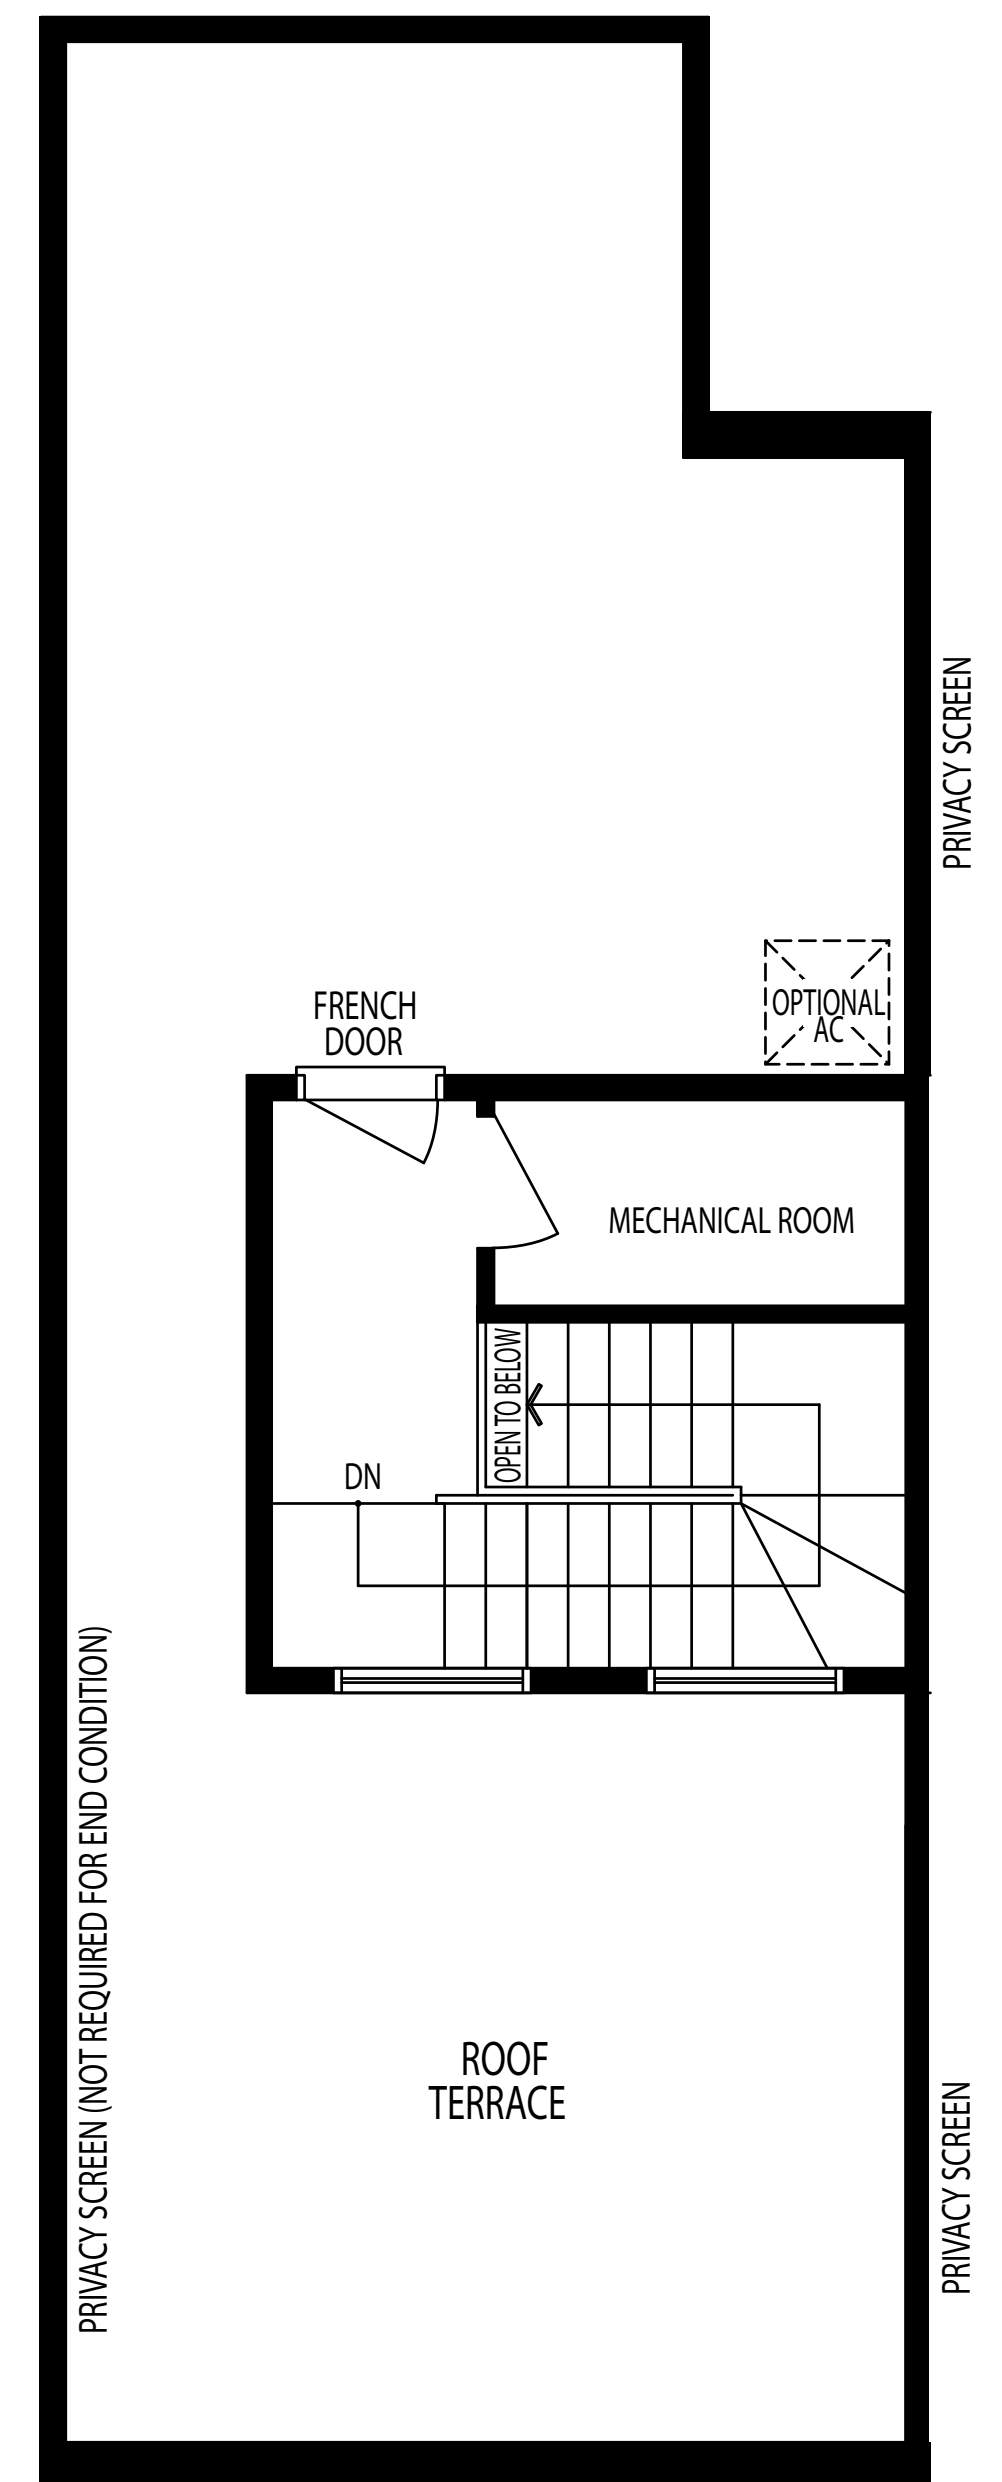 PRIVACY SCREEN
OPTIONAL
AC
FRENCH
DOOR
MECHANICAL ROOM
OPEN TO BELOW
DN
PRIVACY SCREEN (NOT REQUIRED FOR END CONDITION)
ROOF
TERRACE
PRIVACY SCREEN